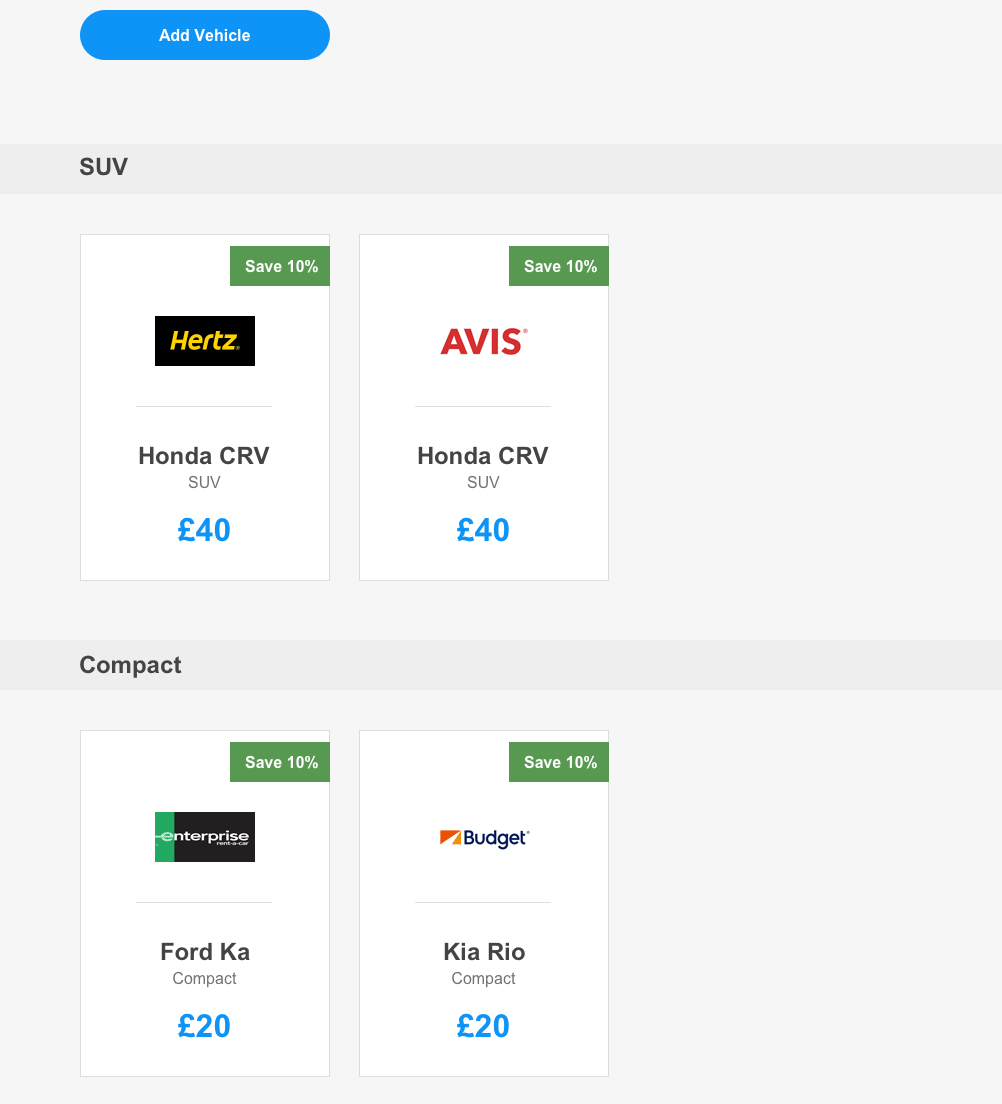 Add Vehicle
SUV
Save 10%
Hertz
Honda CRV
SUV
£40
Save 10%
AVIS®
Honda CRV
SUV
£40
Compact
Save 10%
enterprise
rent-a-car
Ford Ka
Compact
£20
Save 10%
Budget®
Kia Rio
Compact
£20